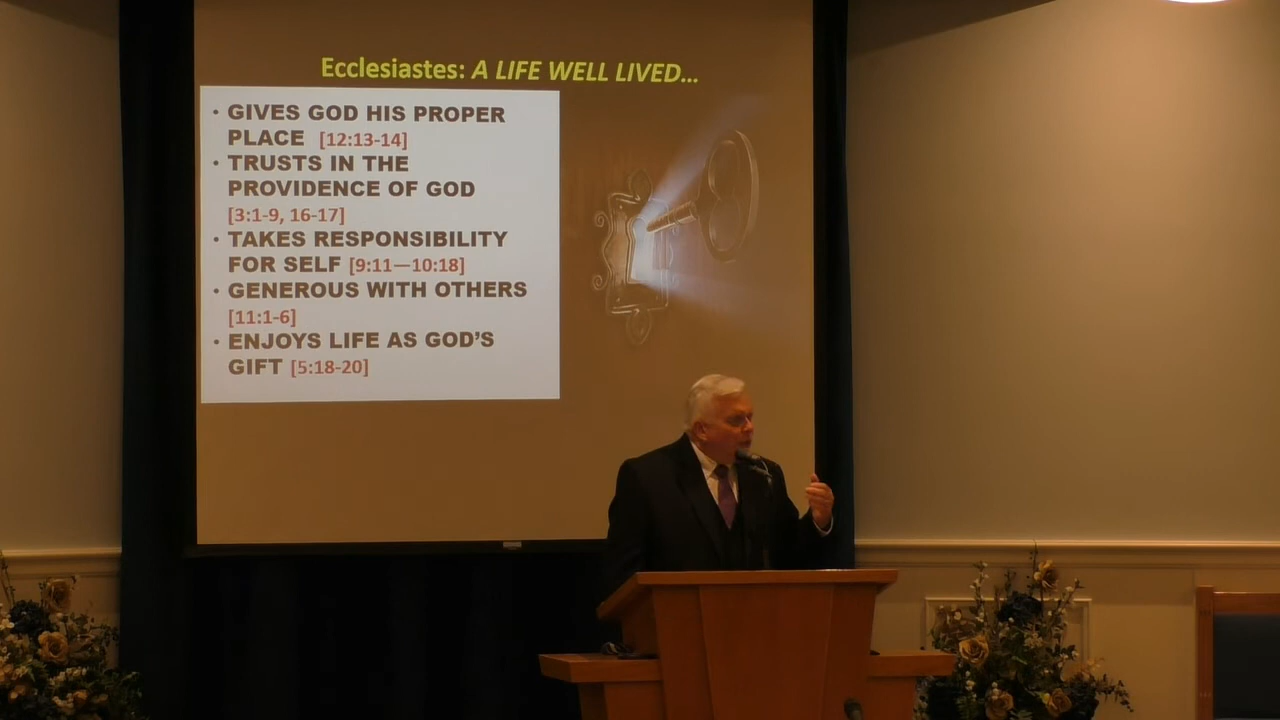 Ecclesiastes: A LIFE WELL LIVED…
• GIVES GOD HIS PROPER
PLACE [12:13-14]
• TRUSTS IN THE
PROVIDENCE OF GOD
[3:1-9, 16-17]
• TAKES RESPONSIBILITY
FOR SELF [9:11—10:18]
• GENEROUS WITH OTHERS
[11:1-6]
• ENJOYS LIFE AS GOD’S
GIFT [5:18-20]